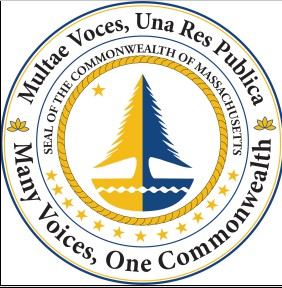 Multae Voces, Una Res Publica
SEAL OF THE COMMONWEALTH OF MASSACHUSETTS
Many Voices, One Commonwealth